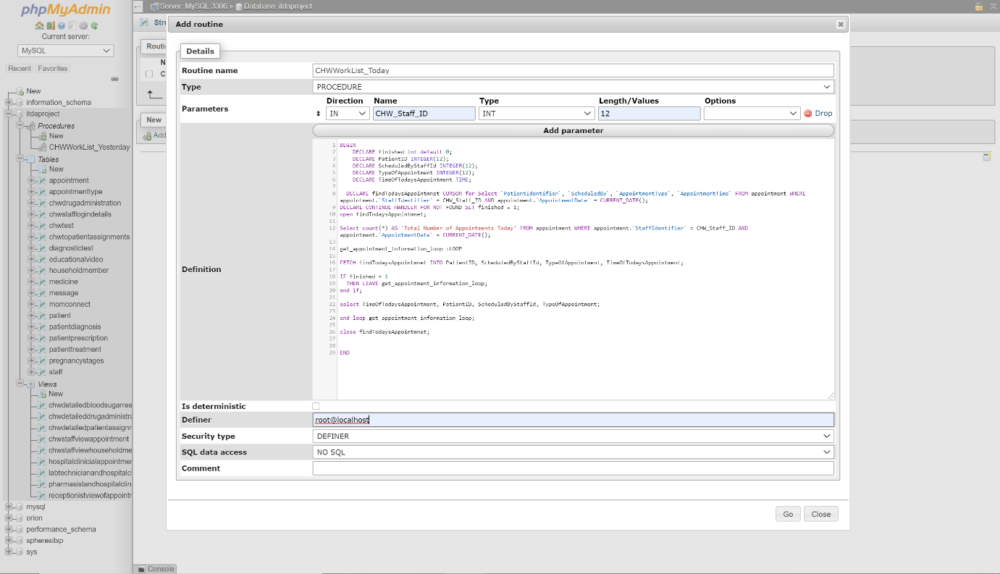 phpMyAdmin
Current server:
MySQL
Recent Favorites
New
information_schema
itdaproject
Procedures
New
CHWWorkList_Yesterday
Tables
New
appointment
appointmenttype
chwdrugadministration
chwstafflogindetails
chwtest
chwtopatientassignments
diagnostictest
educationalvideo
householdmember
medicine
message
momconnect
patient
patientdiagnosis
patientprescription
patienttreatment
pregnancystages
staff
Views
New
chwdetailedbloodsugarres
chwdetaileddrugadministra
chwdetailedpatientassignr
chwstaffviewappointment
chwstaffviewhouseholdme
hospitalclinicialappointmer
labtechnicianandhospitalcl
pharmasistandhospitalclin
receptionistviewofappointr
mysql
orion
performance_schema
spheresitsp
sys
Server: MySQL:3306 » Database: itdaproject
Stru
Routi
N
C
New
Add
Add routine
Details
Routine name CHWWorkList_Today
Type PROCEDURE
Parameters
Direction Name Type Length/Values Options
IN CHW_Staff_ID INT 12 Drop
Add parameter
Definition
1 BEGIN
2 DECLARE finished int default 0;
3 DECLARE PatientID INTEGER(12);
4 DECLARE ScheduledByStaffId INTEGER(12);
5 DECLARE TypeOfAppointment INTEGER(12);
6 DECLARE TimeOfTodaysAppointment TIME;
7
8 DECLARE findTodaysAppointmnet CURSOR for Select `PatientIdentifier`, `ScheduledBy`, `AppointmentType`, `AppointmentTime` FROM appointment WHERE
appointment.`StaffIdentifier` = CHW_Staff_ID AND appointment.`AppointmentDate` = CURRENT_DATE();
9 DECLARE CONTINUE HANDLER FOR NOT FOUND SET finished = 1;
10 open findTodaysAppointmnet;
11
12 Select count(*) AS 'Total Number of Appointments Today' FROM appointment WHERE appointment.`StaffIdentifier` = CHW_Staff_ID AND
appointment.`AppointmentDate` = CURRENT_DATE();
13
14 get_appointment_information_loop :LOOP
15
16 FETCH findTodaysAppointmnet INTO PatientID, ScheduledByStaffId, TypeOfAppointment, TimeOfTodaysAppointment;
17
18 IF finished = 1
19 THEN LEAVE get_appointment_information_loop;
20 end if;
21
22 select TimeOfTodaysAppointment, PatientID, ScheduledByStaffId, TypeOfAppointment;
23
24 end loop get_appointment_information_loop;
25
26 close findTodaysAppointmnet;
27
28
29 END
Is deterministic
Definer root@localhost
Security type DEFINER
SQL data access NO SQL
Comment
Go Close
Console